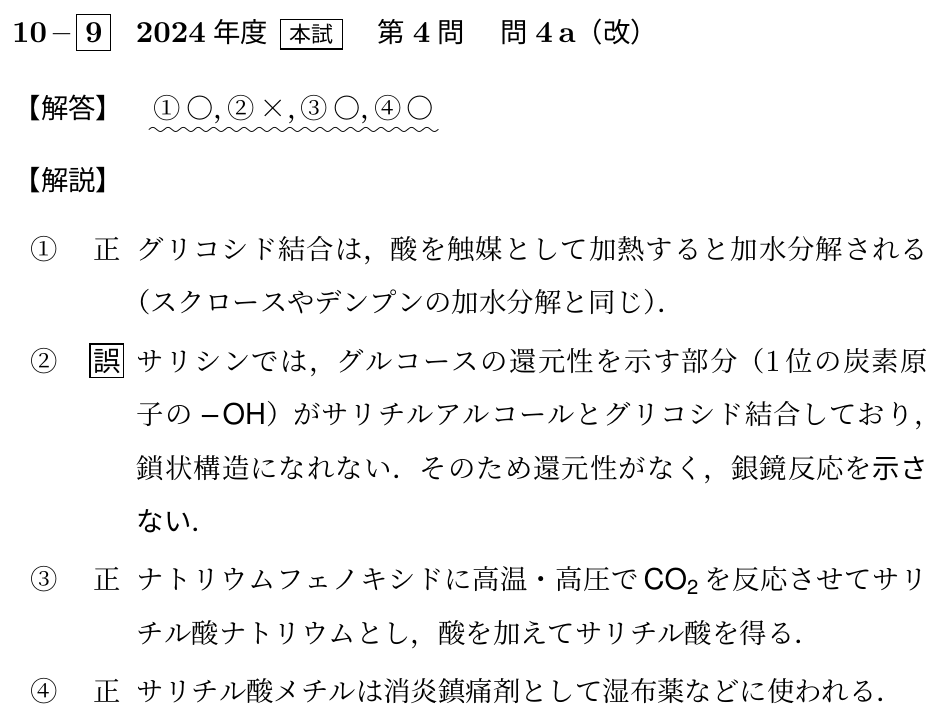 10−9 2024年度 本試 第4問 問4a（改）
【解答】 ①○,②×,③○,④○
【解説】
① 正 グリコシド結合は，酸を触媒として加熱すると加水分解される
（スクロースやデンプンの加水分解と同じ）．
② 誤 サリシンでは，グルコースの還元性を示す部分（1位の炭素原
子の −OH）がサリチルアルコールとグリコシド結合しており，
鎖状構造になれない．そのため還元性がなく，銀鏡反応を示さ
ない．
③ 正 ナトリウムフェノキシドに高温・高圧で CO₂ を反応させてサリ
チル酸ナトリウムとし，酸を加えてサリチル酸を得る．
④ 正 サリチル酸メチルは消炎鎮痛剤として湿布薬などに使われる．